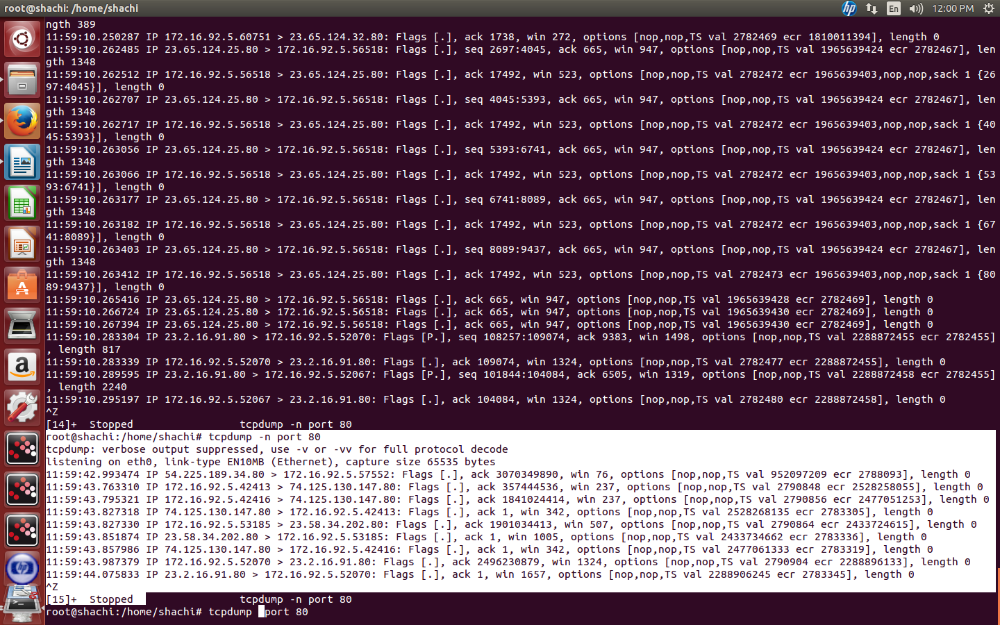 root@shachi: /home/shachi
hp
En
12:00 PM
ngth 389
11:59:10.250287 IP 172.16.92.5.60751 > 23.65.124.32.80: Flags [.], ack 1738, win 272, options [nop,nop,TS val 2782469 ecr 1810011394], length 0
11:59:10.262485 IP 23.65.124.25.80 > 172.16.92.5.56518: Flags [.], seq 2697:4045, ack 665, win 947, options [nop,nop,TS val 1965639424 ecr 2782467], len
gth 1348
11:59:10.262512 IP 172.16.92.5.56518 > 23.65.124.25.80: Flags [.], ack 17492, win 523, options [nop,nop,TS val 2782472 ecr 1965639403,nop,nop,sack 1 {26
97:4045}], length 0
11:59:10.262707 IP 23.65.124.25.80 > 172.16.92.5.56518: Flags [.], seq 4045:5393, ack 665, win 947, options [nop,nop,TS val 1965639424 ecr 2782467], len
gth 1348
11:59:10.262717 IP 172.16.92.5.56518 > 23.65.124.25.80: Flags [.], ack 17492, win 523, options [nop,nop,TS val 2782472 ecr 1965639403,nop,nop,sack 1 {40
45:5393}], length 0
11:59:10.263056 IP 23.65.124.25.80 > 172.16.92.5.56518: Flags [.], seq 5393:6741, ack 665, win 947, options [nop,nop,TS val 1965639424 ecr 2782467], len
gth 1348
11:59:10.263066 IP 172.16.92.5.56518 > 23.65.124.25.80: Flags [.], ack 17492, win 523, options [nop,nop,TS val 2782472 ecr 1965639403,nop,nop,sack 1 {53
93:6741}], length 0
11:59:10.263177 IP 23.65.124.25.80 > 172.16.92.5.56518: Flags [.], seq 6741:8089, ack 665, win 947, options [nop,nop,TS val 1965639424 ecr 2782467], len
gth 1348
11:59:10.263182 IP 172.16.92.5.56518 > 23.65.124.25.80: Flags [.], ack 17492, win 523, options [nop,nop,TS val 2782472 ecr 1965639403,nop,nop,sack 1 {67
41:8089}], length 0
11:59:10.263403 IP 23.65.124.25.80 > 172.16.92.5.56518: Flags [.], seq 8089:9437, ack 665, win 947, options [nop,nop,TS val 1965639424 ecr 2782467], len
gth 1348
11:59:10.263412 IP 172.16.92.5.56518 > 23.65.124.25.80: Flags [.], ack 17492, win 523, options [nop,nop,TS val 2782473 ecr 1965639403,nop,nop,sack 1 {80
89:9437}], length 0
11:59:10.265416 IP 23.65.124.25.80 > 172.16.92.5.56518: Flags [.], ack 665, win 947, options [nop,nop,TS val 1965639428 ecr 2782469], length 0
11:59:10.266724 IP 23.65.124.25.80 > 172.16.92.5.56518: Flags [.], ack 665, win 947, options [nop,nop,TS val 1965639430 ecr 2782469], length 0
11:59:10.267394 IP 23.65.124.25.80 > 172.16.92.5.56518: Flags [.], ack 665, win 947, options [nop,nop,TS val 1965639430 ecr 2782469], length 0
11:59:10.283304 IP 23.2.16.91.80 > 172.16.92.5.52070: Flags [P.], seq 108257:109074, ack 9383, win 1498, options [nop,nop,TS val 2288872455 ecr 2782455]
, length 817
11:59:10.283339 IP 172.16.92.5.52070 > 23.2.16.91.80: Flags [.], ack 109074, win 1324, options [nop,nop,TS val 2782477 ecr 2288872455], length 0
11:59:10.289595 IP 23.2.16.91.80 > 172.16.92.5.52067: Flags [P.], seq 101844:104084, ack 6505, win 1319, options [nop,nop,TS val 2288872458 ecr 2782455]
, length 2240
11:59:10.295197 IP 172.16.92.5.52067 > 23.2.16.91.80: Flags [.], ack 104084, win 1324, options [nop,nop,TS val 2782480 ecr 2288872458], length 0
^Z
[14]+  Stopped                 tcpdump -n port 80
root@shachi:/home/shachi# tcpdump -n port 80
tcpdump: verbose output suppressed, use -v or -vv for full protocol decode
listening on eth0, link-type EN10MB (Ethernet), capture size 65535 bytes
11:59:42.993474 IP 54.225.189.34.80 > 172.16.92.5.57552: Flags [.], ack 3070349890, win 76, options [nop,nop,TS val 952097209 ecr 2788093], length 0
11:59:43.763310 IP 172.16.92.5.42413 > 74.125.130.147.80: Flags [.], ack 357444536, win 237, options [nop,nop,TS val 2790848 ecr 2528258055], length 0
11:59:43.795321 IP 172.16.92.5.42416 > 74.125.130.147.80: Flags [.], ack 1841024414, win 237, options [nop,nop,TS val 2790856 ecr 2477051253], length 0
11:59:43.827318 IP 74.125.130.147.80 > 172.16.92.5.42413: Flags [.], ack 1, win 342, options [nop,nop,TS val 2528268135 ecr 2783305], length 0
11:59:43.827330 IP 172.16.92.5.53185 > 23.58.34.202.80: Flags [.], ack 1901034413, win 507, options [nop,nop,TS val 2790864 ecr 2433724615], length 0
11:59:43.851874 IP 23.58.34.202.80 > 172.16.92.5.53185: Flags [.], ack 1, win 1005, options [nop,nop,TS val 2433734662 ecr 2783336], length 0
11:59:43.857986 IP 74.125.130.147.80 > 172.16.92.5.42416: Flags [.], ack 1, win 342, options [nop,nop,TS val 2477061333 ecr 2783319], length 0
11:59:43.987379 IP 172.16.92.5.52070 > 23.2.16.91.80: Flags [.], ack 2496230879, win 1324, options [nop,nop,TS val 2790904 ecr 2288896133], length 0
11:59:44.075833 IP 23.2.16.91.80 > 172.16.92.5.52070: Flags [.], ack 1, win 1657, options [nop,nop,TS val 2288906245 ecr 2783345], length 0
^Z
[15]+  Stopped                 tcpdump -n port 80
root@shachi:/home/shachi# tcpdump port 80